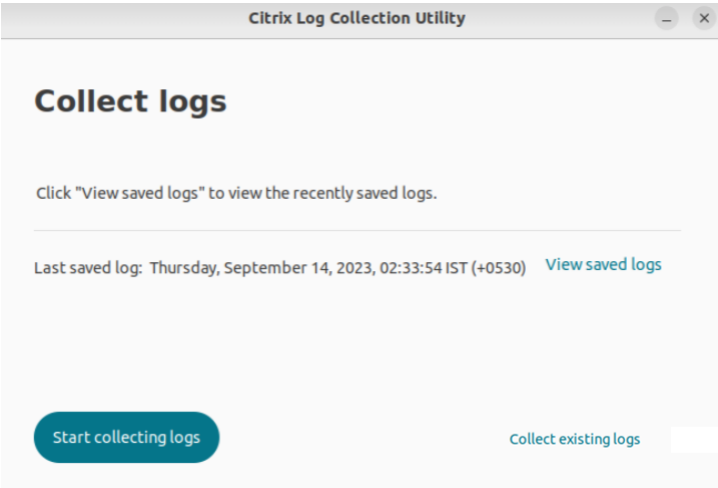 Citrix Log Collection Utility
Collect logs
Click "View saved logs" to view the recently saved logs.
Last saved log: Thursday, September 14, 2023, 02:33:54 IST (+0530) View saved logs
Start collecting logs Collect existing logs